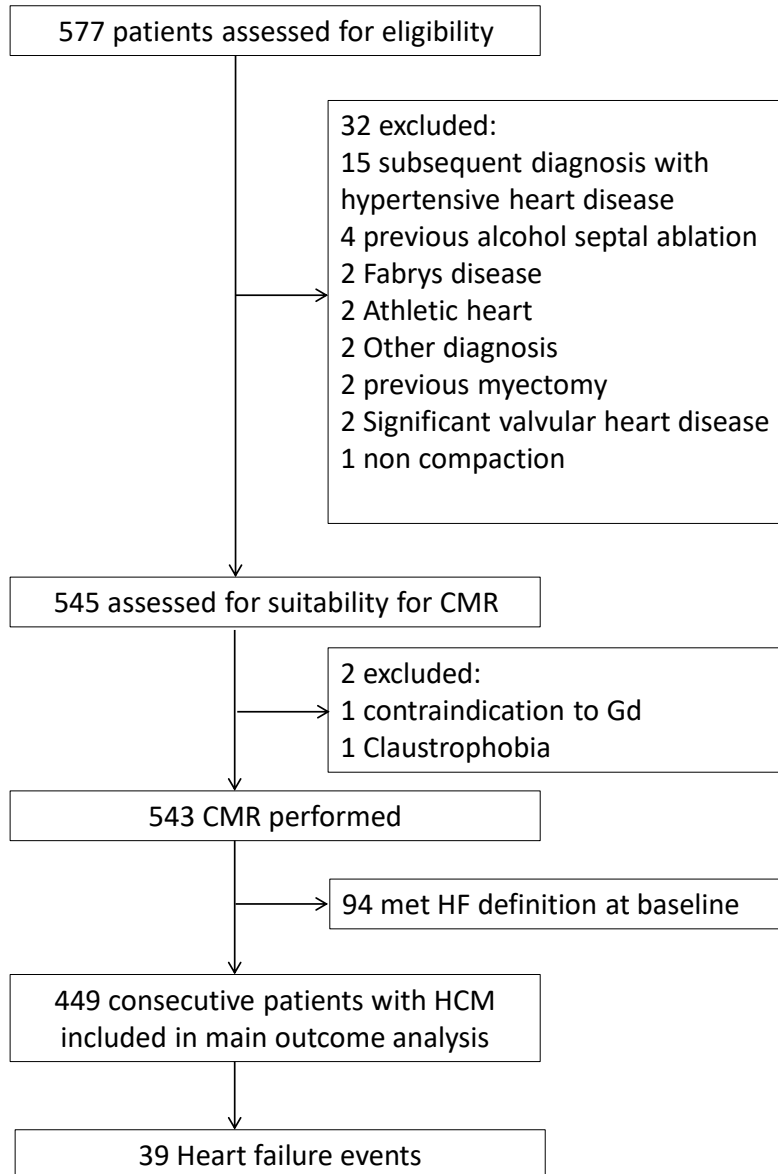 577 patients assessed for eligibility
32 excluded:
15 subsequent diagnosis with
hypertensive heart disease
4 previous alcohol septal ablation
2 Fabrys disease
2 Athletic heart
2 Other diagnosis
2 previous myectomy
2 Significant valvular heart disease
1 non compaction
545 assessed for suitability for CMR
2 excluded:
1 contraindication to Gd
1 Claustrophobia
543 CMR performed
94 met HF definition at baseline
449 consecutive patients with HCM
included in main outcome analysis
39 Heart failure events